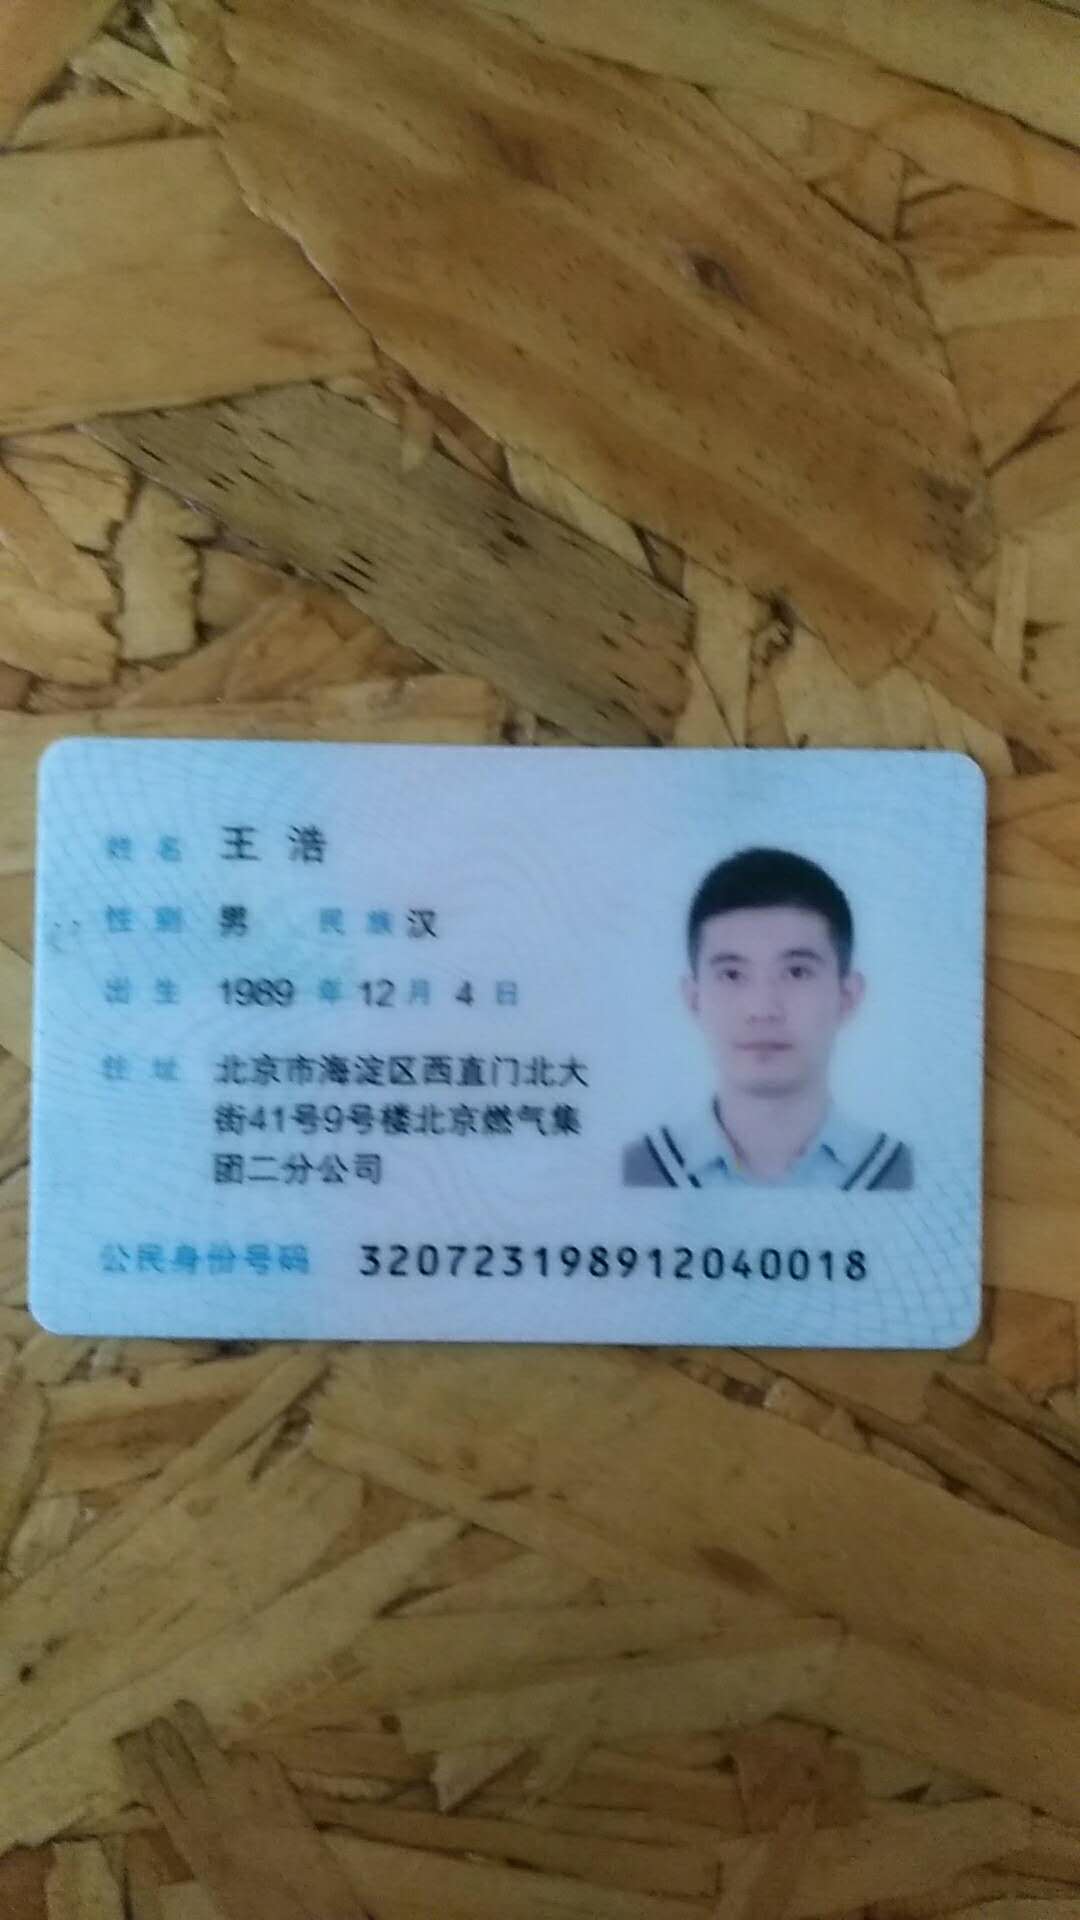 姓名 王浩
性别 男 民族 汉
出生 1989 年 12 月 4 日
住址 北京市海淀区西直门北大
街41号9号楼北京燃气集
团二分公司
公民身份号码 320723198912040018